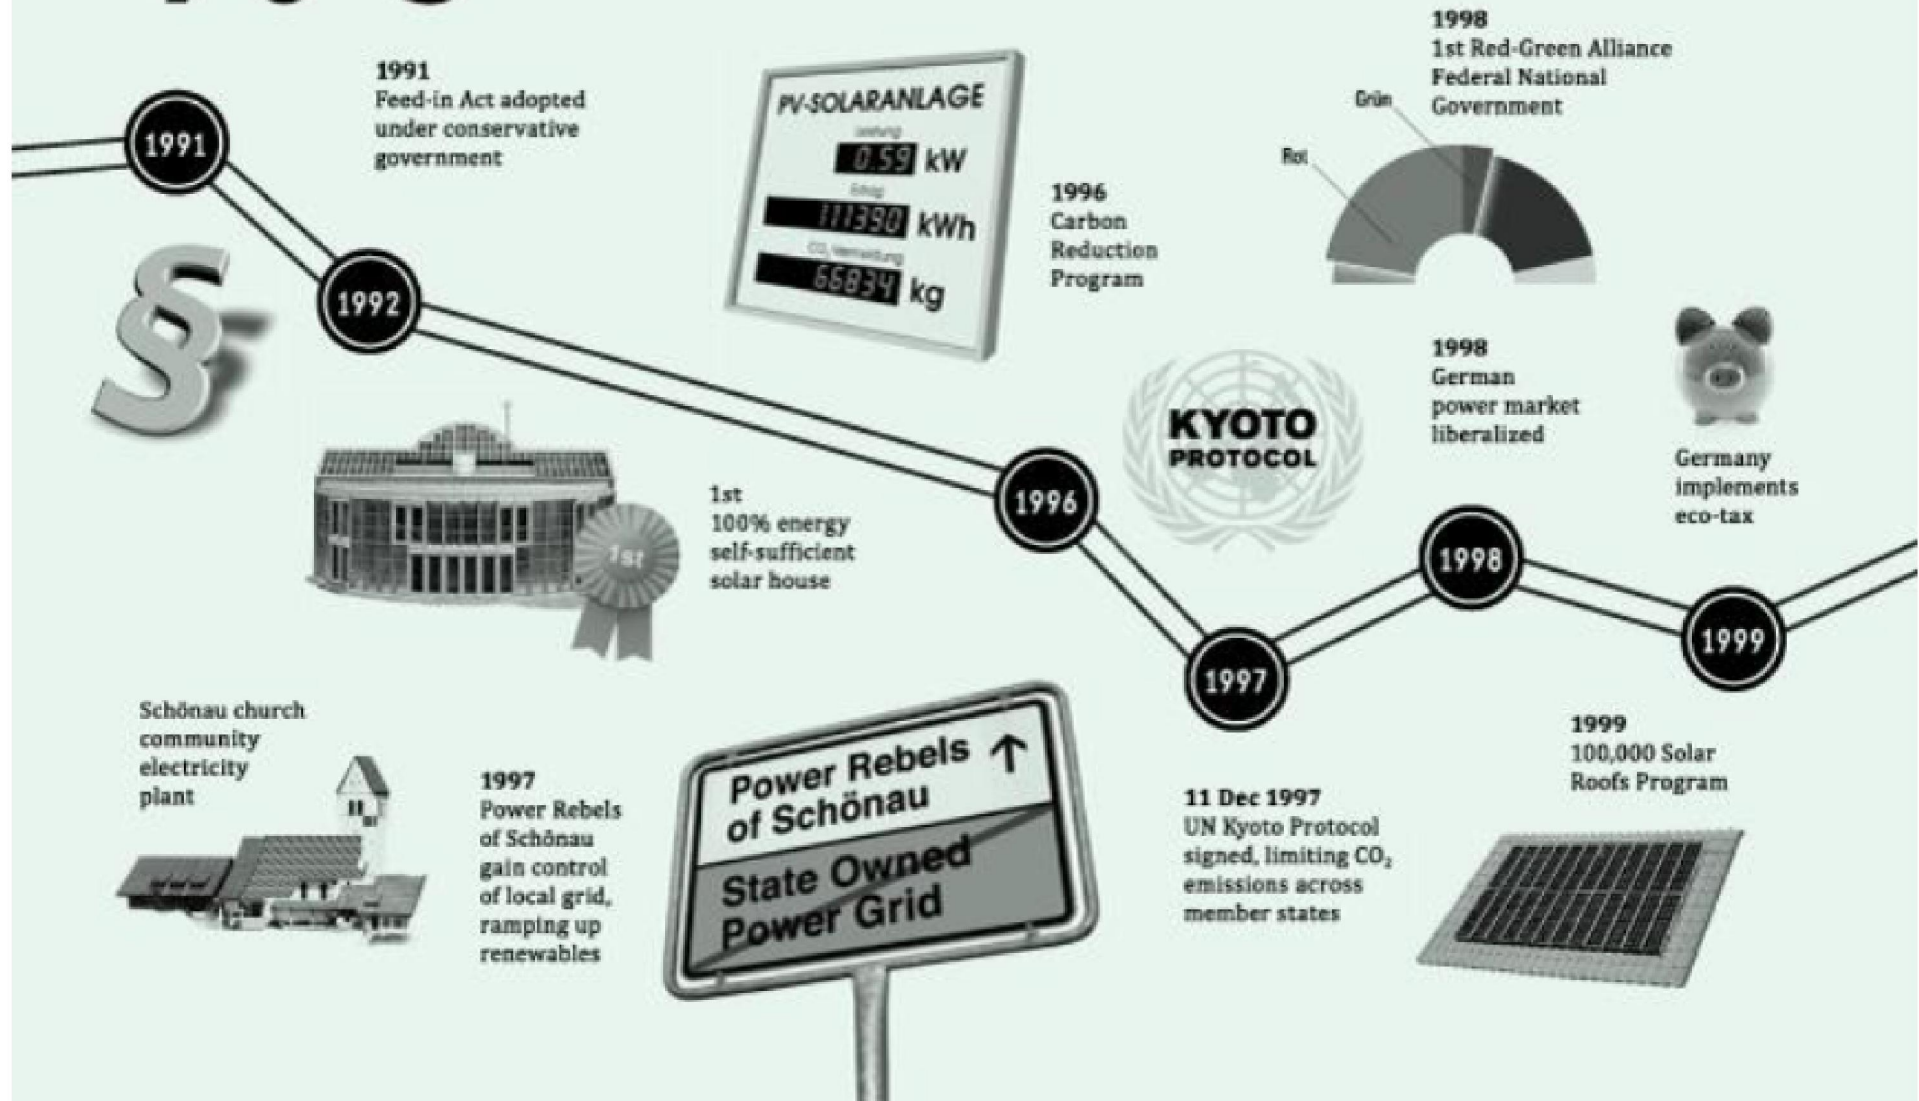 1991
Feed-in Act adopted
under conservative
government
1991
1992
PV-SOLARANLAGE
Leistung
0.59 kW
Ertrag
111390 kWh
CO₂ Vermeidung
66834 kg
1996
Carbon
Reduction
Program
1998
1st Red-Green Alliance
Federal National
Government
Grün
Rot
1st
1st
100% energy
self-sufficient
solar house
1996
KYOTO
PROTOCOL
1998
German
power market
liberalized
Germany
implements
eco-tax
1998
1999
1997
Schönau church
community
electricity
plant
1997
Power Rebels
of Schönau
gain control
of local grid,
ramping up
renewables
Power Rebels
of Schönau
State Owned
Power Grid
11 Dec 1997
UN Kyoto Protocol
signed, limiting CO₂
emissions across
member states
1999
100,000 Solar
Roofs Program